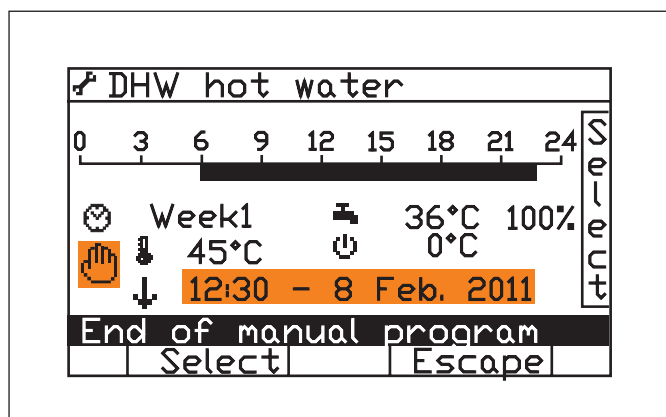 DHW hot water
0 3 6 9 12 15 18 21 24
Week1 36°C 100%
45°C 0°C
12:30 - 8 Feb. 2011
End of manual program
Select Escape
Select